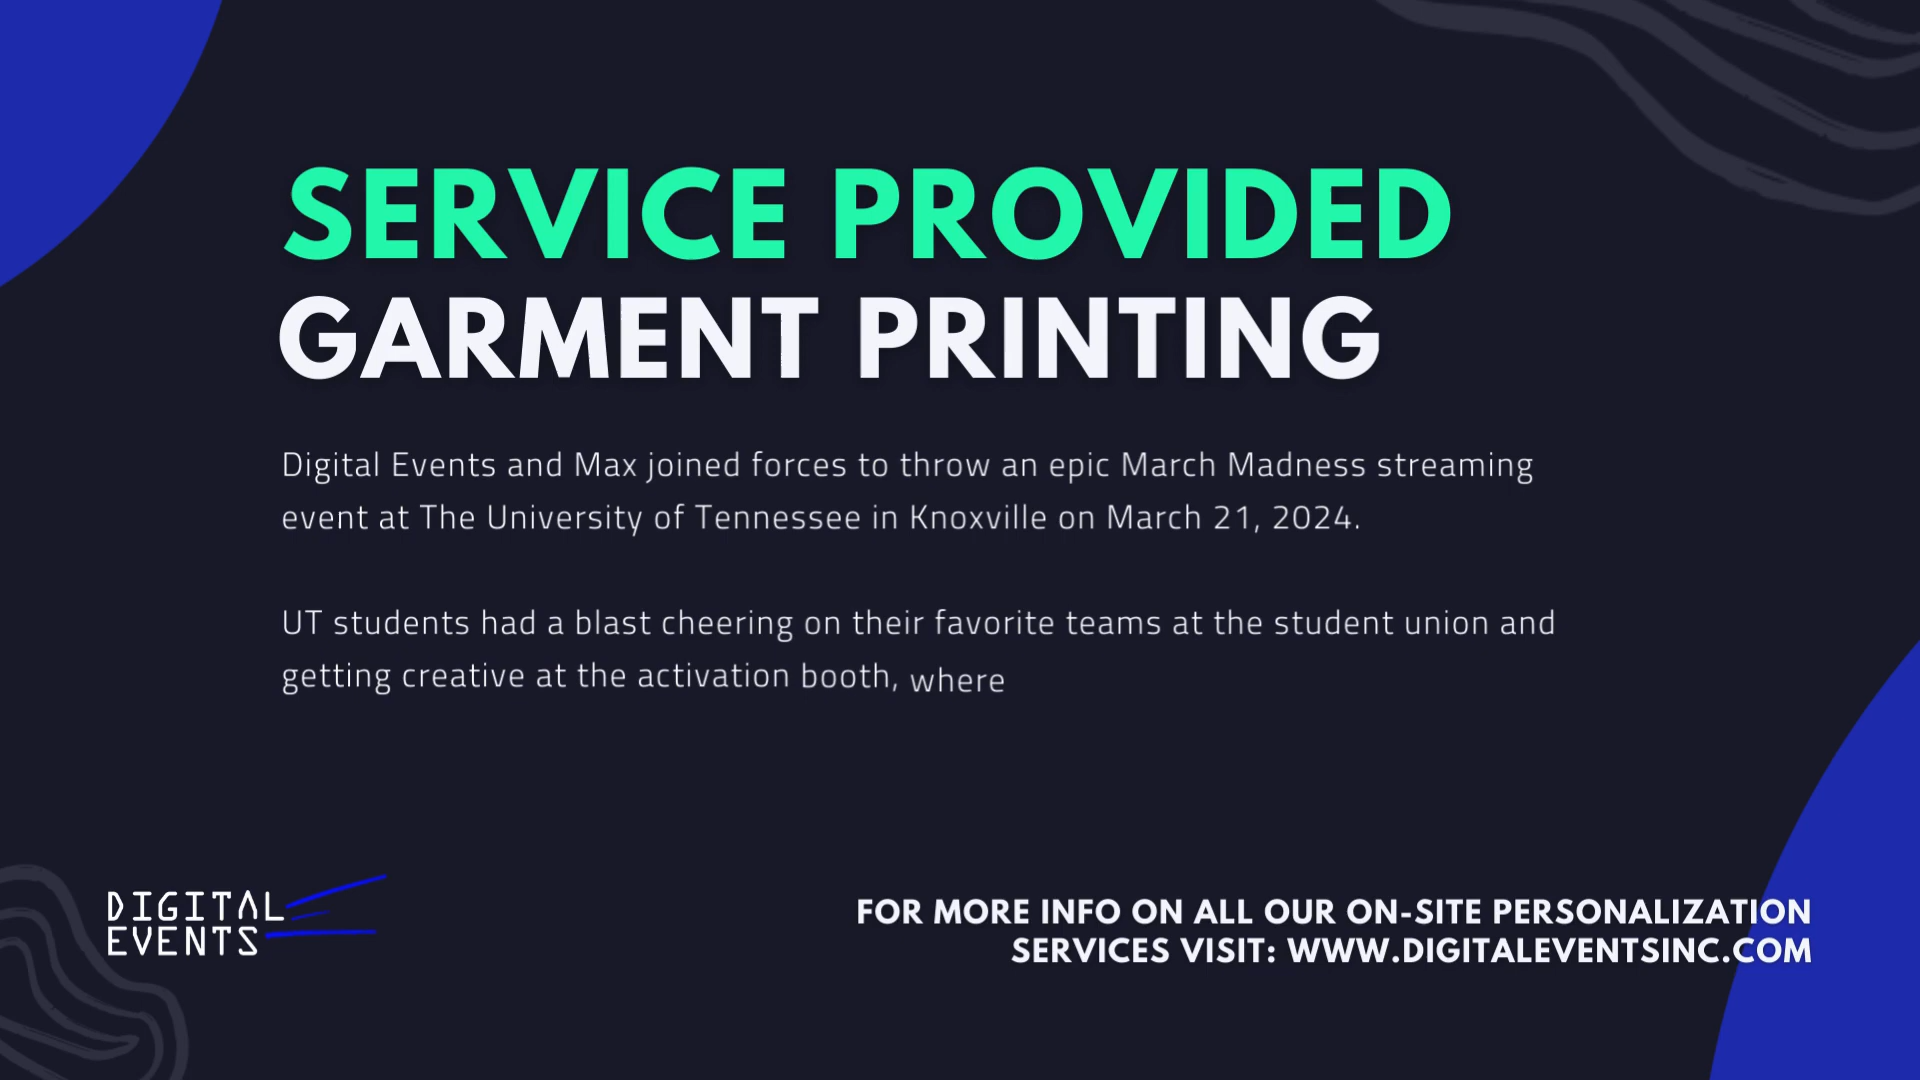 SERVICE PROVIDED
GARMENT PRINTING
Digital Events and Max joined forces to throw an epic March Madness streaming
event at The University of Tennessee in Knoxville on March 21, 2024.
UT students had a blast cheering on their favorite teams at the student union and
getting creative at the activation booth, where
DIGITAL
EVENTS
FOR MORE INFO ON ALL OUR ON-SITE PERSONALIZATION
SERVICES VISIT: WWW.DIGITALEVENTSINC.COM